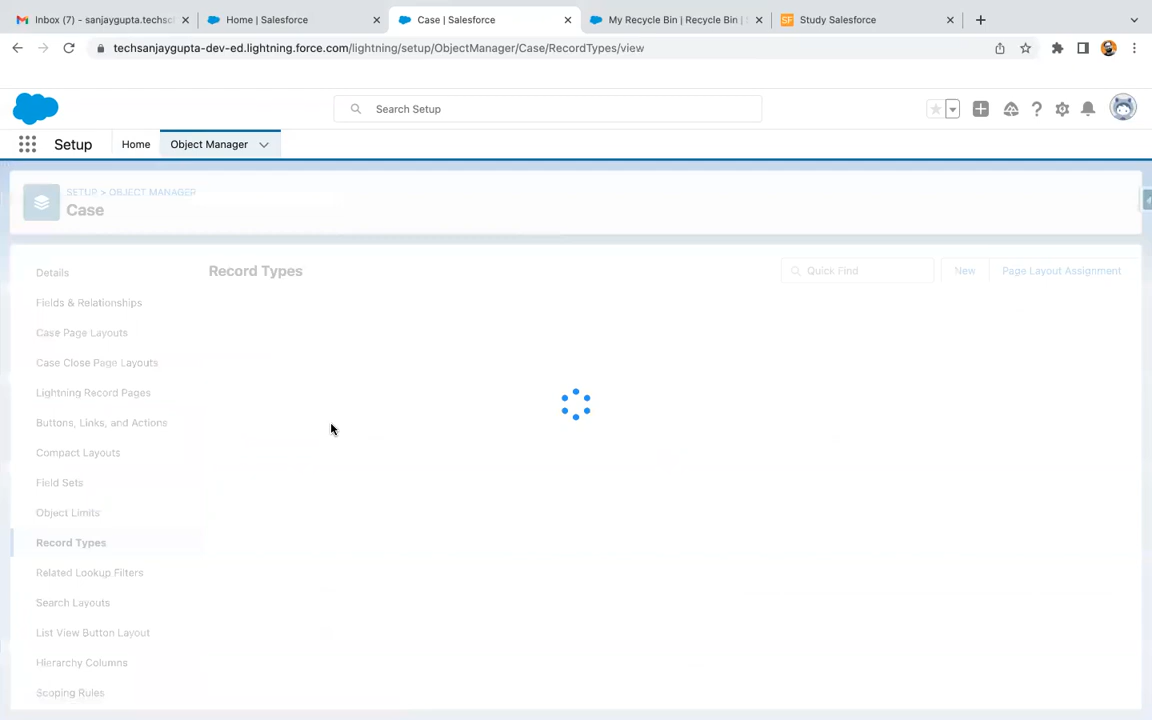 Inbox (7) - sanjaygupta.techsch
Home | Salesforce
Case | Salesforce
My Recycle Bin | Recycle Bin |
Study Salesforce
techsanjaygupta-dev-ed.lightning.force.com/lightning/setup/ObjectManager/Case/RecordTypes/view
Search Setup
Setup
Home
Object Manager
SETUP > OBJECT MANAGER
Case
Details
Fields & Relationships
Case Page Layouts
Case Close Page Layouts
Lightning Record Pages
Buttons, Links, and Actions
Compact Layouts
Field Sets
Object Limits
Record Types
Related Lookup Filters
Search Layouts
List View Button Layout
Hierarchy Columns
Scoping Rules
Record Types
Quick Find
New
Page Layout Assignment